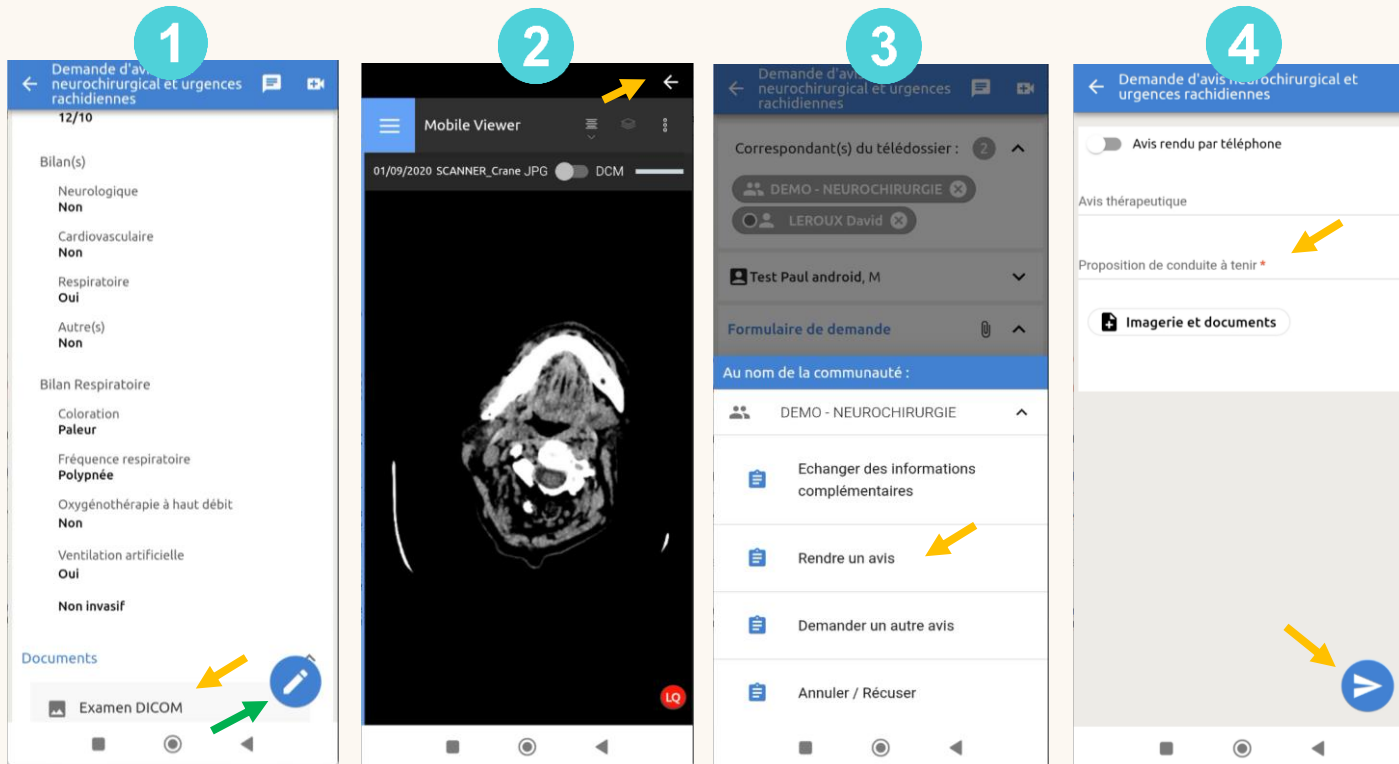 1
Demande d'av
neurochirurgical et urgences
rachidiennes
12/10
Bilan(s)
Neurologique
Non
Cardiovasculaire
Non
Respiratoire
Oui
Autre(s)
Non
Bilan Respiratoire
Coloration
Paleur
Fréquence respiratoire
Polypnée
Oxygénothérapie à haut débit
Non
Ventilation artificielle
Oui
Non invasif
Documents
Examen DICOM
2
Mobile Viewer
01/09/2020 SCANNER_Crane JPG DCM
LQ
3
Demande d'avis
neurochirurgical et urgences
rachidiennes
Correspondant(s) du télédossier : 2
DEMO - NEUROCHIRURGIE
LEROUX David
Test Paul android, M
Formulaire de demande
Au nom de la communauté :
DEMO - NEUROCHIRURGIE
Echanger des informations
complémentaires
Rendre un avis
Demander un autre avis
Annuler / Récuser
4
Demande d'avis neurochirurgical et
urgences rachidiennes
Avis rendu par téléphone
Avis thérapeutique
Proposition de conduite à tenir *
Imagerie et documents